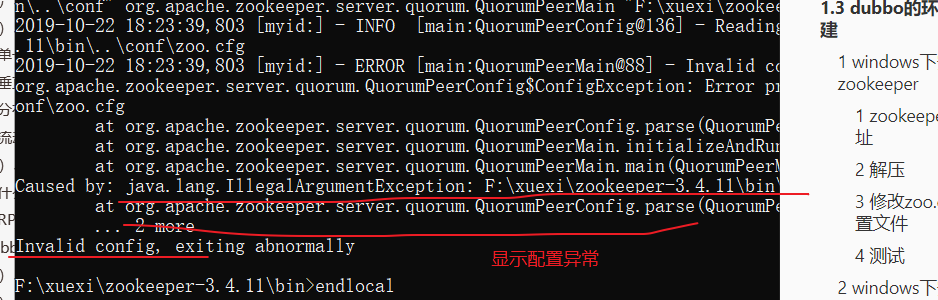 n\..\conf" org.apache.zookeeper.server.quorum.QuorumPeerMain "F:\xuexi\zookee
2019-10-22 18:23:39,803 [myid:] - INFO  [main:QuorumPeerConfig@136] - Reading
.11\bin\..\conf\zoo.cfg
2019-10-22 18:23:39,803 [myid:] - ERROR [main:QuorumPeerMain@88] - Invalid co
org.apache.zookeeper.server.quorum.QuorumPeerConfig$ConfigException: Error pr
onf\zoo.cfg
at org.apache.zookeeper.server.quorum.QuorumPeerConfig.parse(QuorumPe
at org.apache.zookeeper.server.quorum.QuorumPeerMain.initializeAndRun
at org.apache.zookeeper.server.quorum.QuorumPeerMain.main(QuorumPeerM
Caused by: java.lang.IllegalArgumentException: F:\xuexi\zookeeper-3.4.11\bin\
at org.apache.zookeeper.server.quorum.QuorumPeerConfig.parse(QuorumPe
... 2 more
Invalid config, exiting abnormally
显示配置异常
F:\xuexi\zookeeper-3.4.11\bin>endlocal
1.3 dubbo的环
建
1 windows下
zookeeper
1 zookeepe
址
2 解压
3 修改zoo.
置文件
4 测试
2 windows下